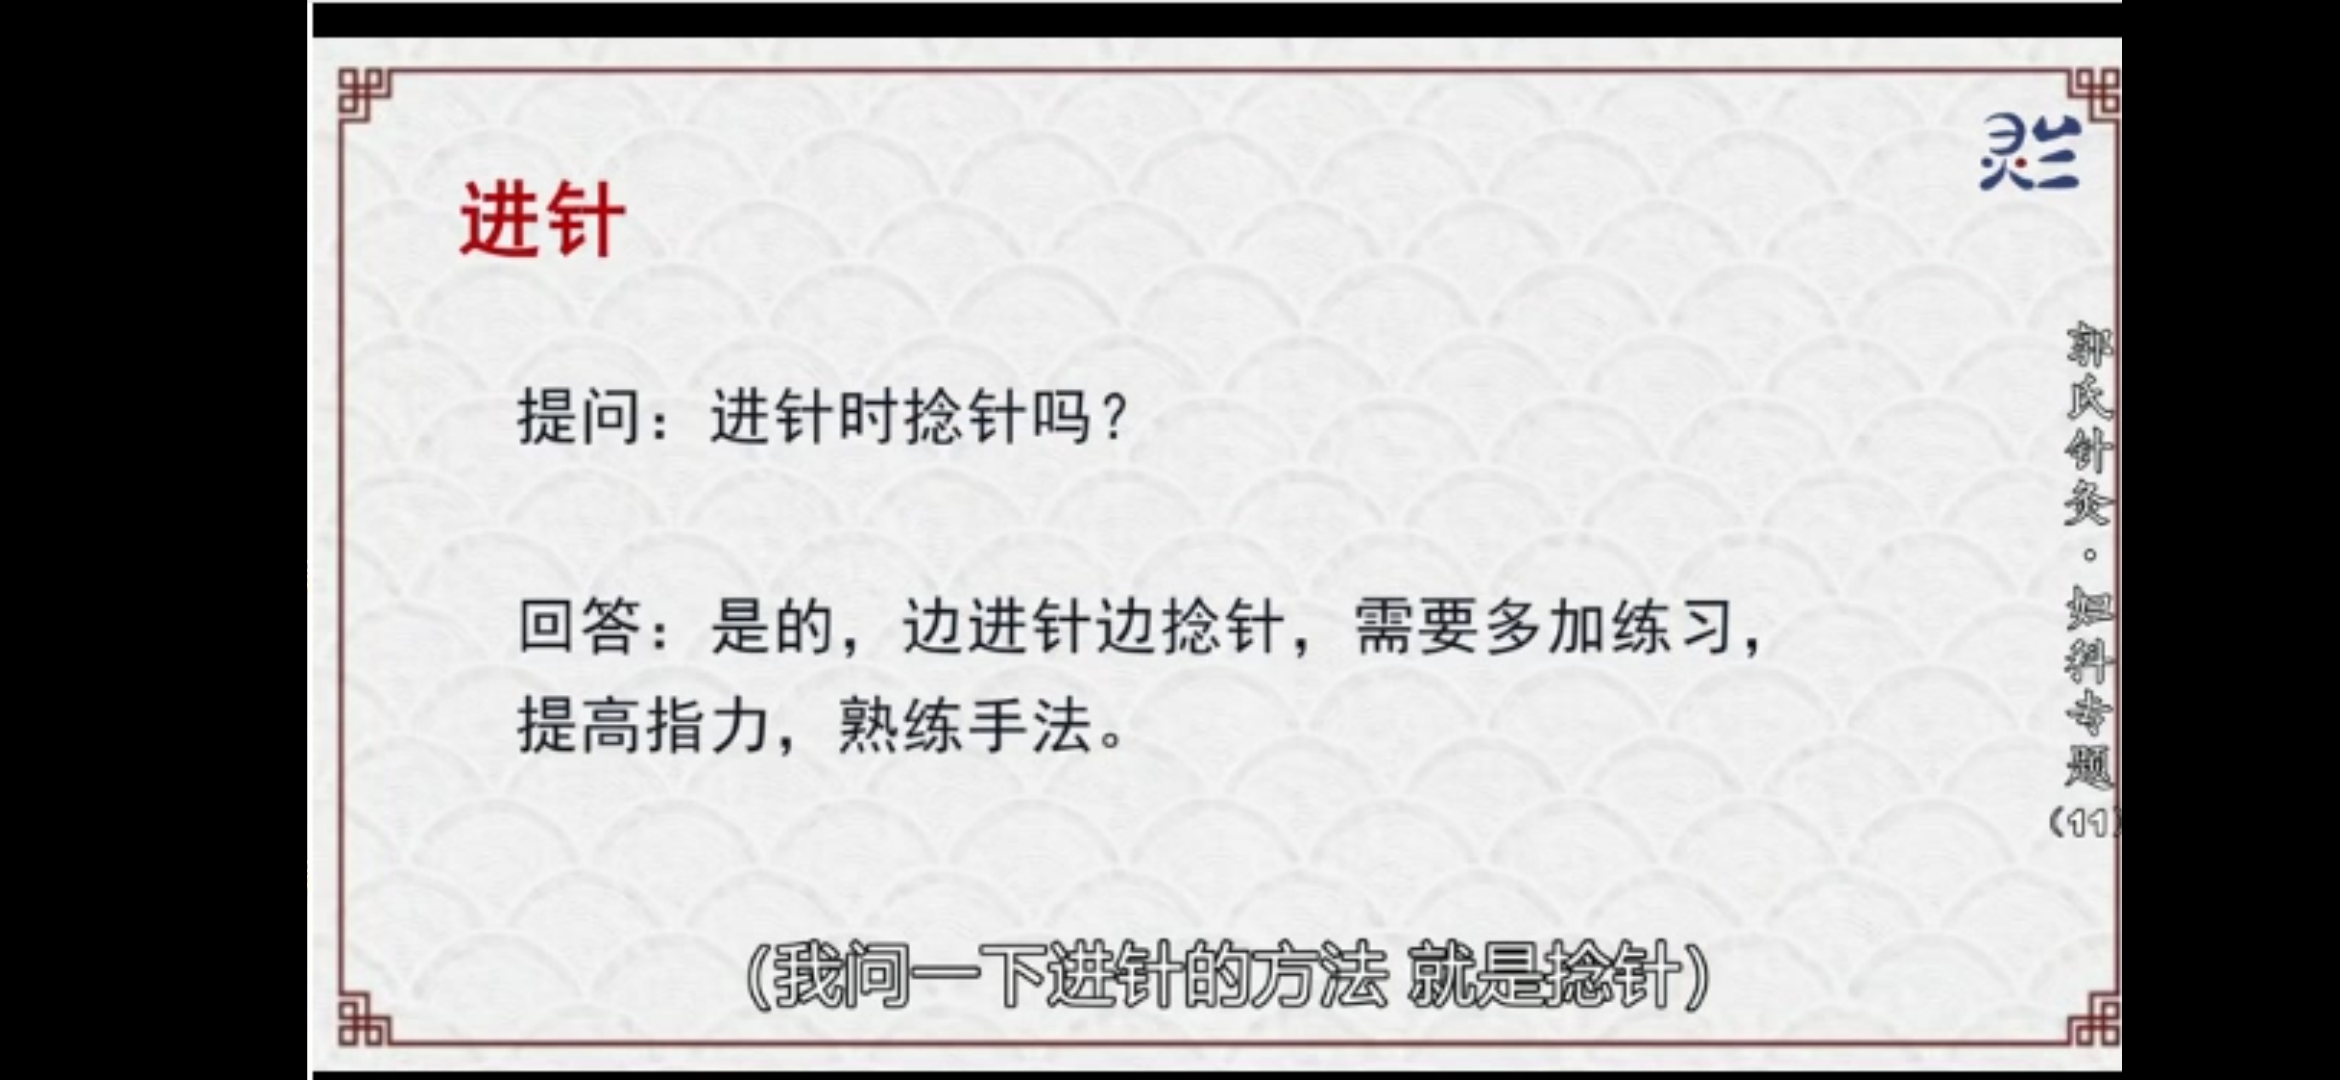 灵兰
进针
提问：进针时捻针吗？
回答：是的，边进针边捻针，需要多加练习，
提高指力，熟练手法。
郭氏针灸·妇科专题(11)
(我问一下进针的方法 就是捻针)